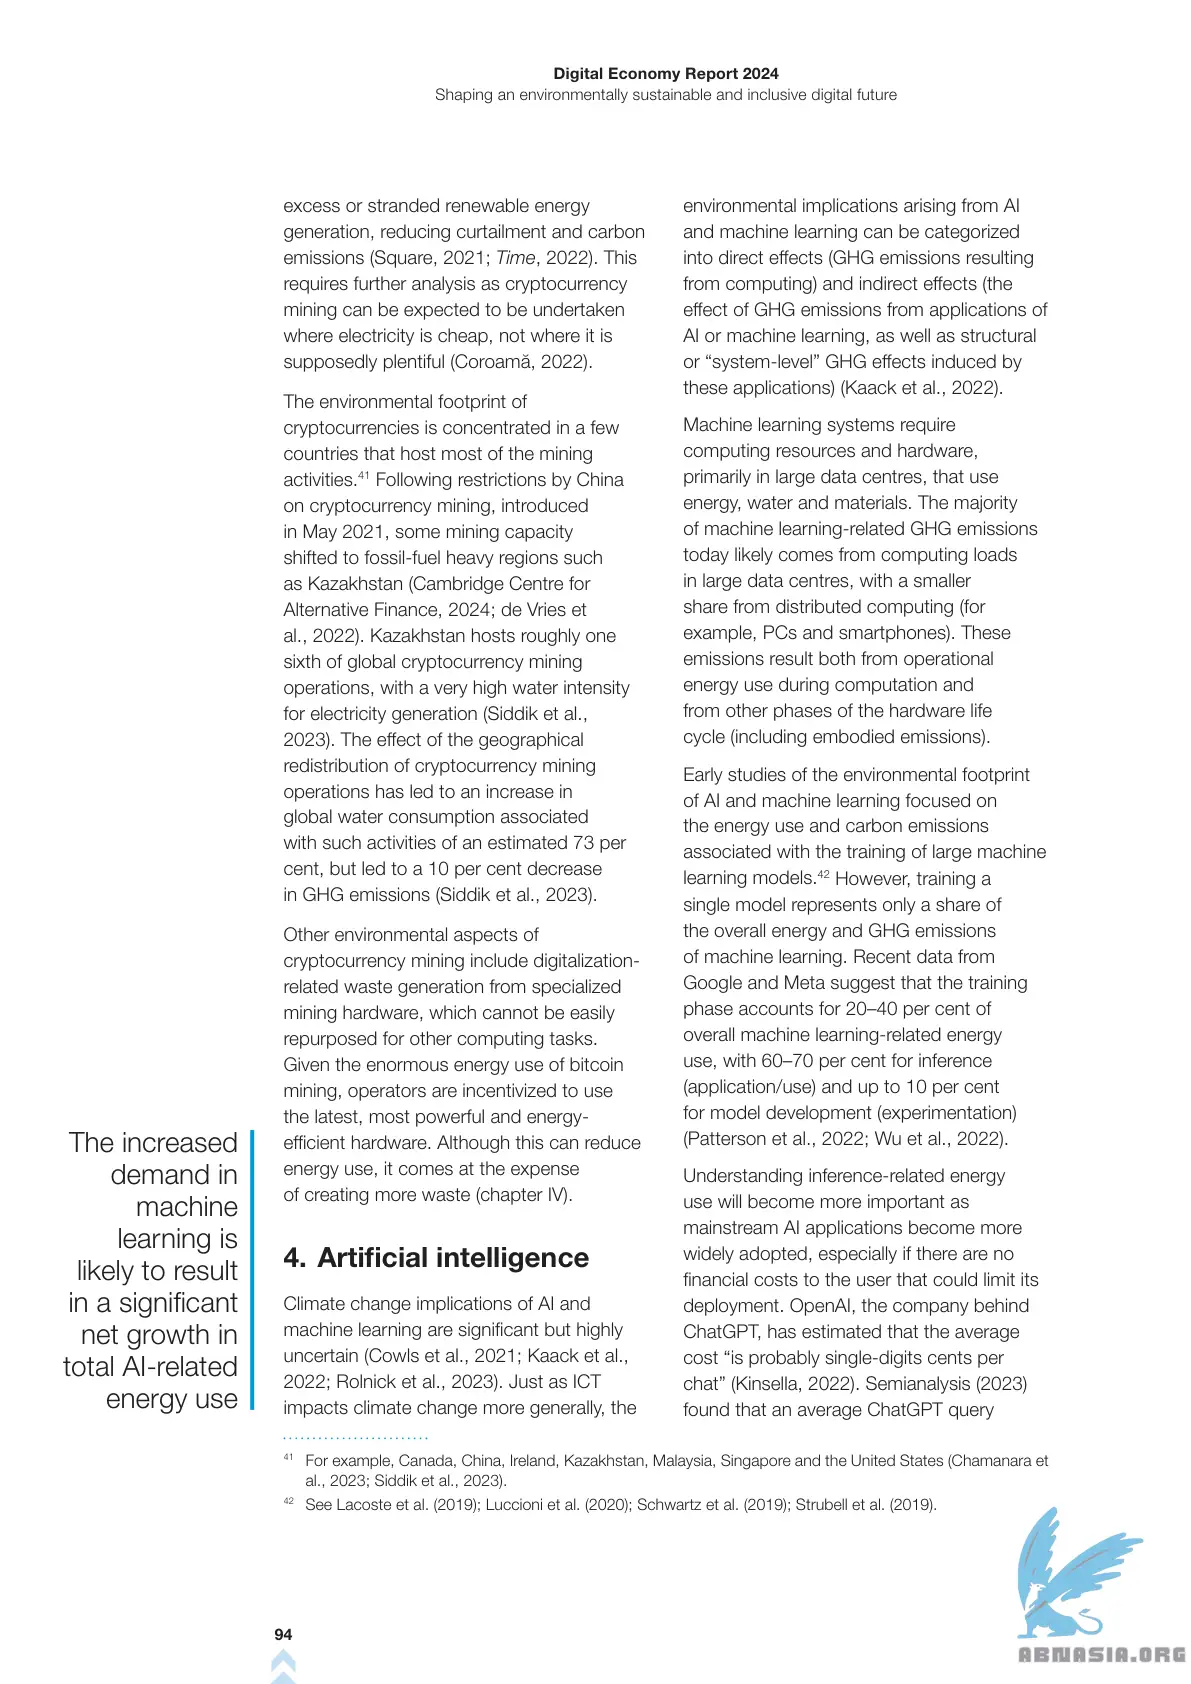 Digital Economy Report 2024
Shaping an environmentally sustainable and inclusive digital future
excess or stranded renewable energy
generation, reducing curtailment and carbon
emissions (Square, 2021; Time, 2022). This
requires further analysis as cryptocurrency
mining can be expected to be undertaken
where electricity is cheap, not where it is
supposedly plentiful (Coroamă, 2022).
The environmental footprint of
cryptocurrencies is concentrated in a few
countries that host most of the mining
activities.41 Following restrictions by China
on cryptocurrency mining, introduced
in May 2021, some mining capacity
shifted to fossil-fuel heavy regions such
as Kazakhstan (Cambridge Centre for
Alternative Finance, 2024; de Vries et
al., 2022). Kazakhstan hosts roughly one
sixth of global cryptocurrency mining
operations, with a very high water intensity
for electricity generation (Siddik et al.,
2023). The effect of the geographical
redistribution of cryptocurrency mining
operations has led to an increase in
global water consumption associated
with such activities of an estimated 73 per
cent, but led to a 10 per cent decrease
in GHG emissions (Siddik et al., 2023).
Other environmental aspects of
cryptocurrency mining include digitalization-
related waste generation from specialized
mining hardware, which cannot be easily
repurposed for other computing tasks.
Given the enormous energy use of bitcoin
mining, operators are incentivized to use
the latest, most powerful and energy-
efficient hardware. Although this can reduce
energy use, it comes at the expense
of creating more waste (chapter IV).
The increased
demand in
machine
learning is
likely to result
in a significant
net growth in
total AI-related
energy use
4. Artificial intelligence
Climate change implications of AI and
machine learning are significant but highly
uncertain (Cowls et al., 2021; Kaack et al.,
2022; Rolnick et al., 2023). Just as ICT
impacts climate change more generally, the
environmental implications arising from AI
and machine learning can be categorized
into direct effects (GHG emissions resulting
from computing) and indirect effects (the
effect of GHG emissions from applications of
AI or machine learning, as well as structural
or “system-level” GHG effects induced by
these applications) (Kaack et al., 2022).
Machine learning systems require
computing resources and hardware,
primarily in large data centres, that use
energy, water and materials. The majority
of machine learning-related GHG emissions
today likely comes from computing loads
in large data centres, with a smaller
share from distributed computing (for
example, PCs and smartphones). These
emissions result both from operational
energy use during computation and
from other phases of the hardware life
cycle (including embodied emissions).
Early studies of the environmental footprint
of AI and machine learning focused on
the energy use and carbon emissions
associated with the training of large machine
learning models.42 However, training a
single model represents only a share of
the overall energy and GHG emissions
of machine learning. Recent data from
Google and Meta suggest that the training
phase accounts for 20–40 per cent of
overall machine learning-related energy
use, with 60–70 per cent for inference
(application/use) and up to 10 per cent
for model development (experimentation)
(Patterson et al., 2022; Wu et al., 2022).
Understanding inference-related energy
use will become more important as
mainstream AI applications become more
widely adopted, especially if there are no
financial costs to the user that could limit its
deployment. OpenAI, the company behind
ChatGPT, has estimated that the average
cost “is probably single-digits cents per
chat” (Kinsella, 2022). Semianalysis (2023)
found that an average ChatGPT query
41 For example, Canada, China, Ireland, Kazakhstan, Malaysia, Singapore and the United States (Chamanara et
al., 2023; Siddik et al., 2023).
42 See Lacoste et al. (2019); Luccioni et al. (2020); Schwartz et al. (2019); Strubell et al. (2019).
94
ABNASIA.ORG